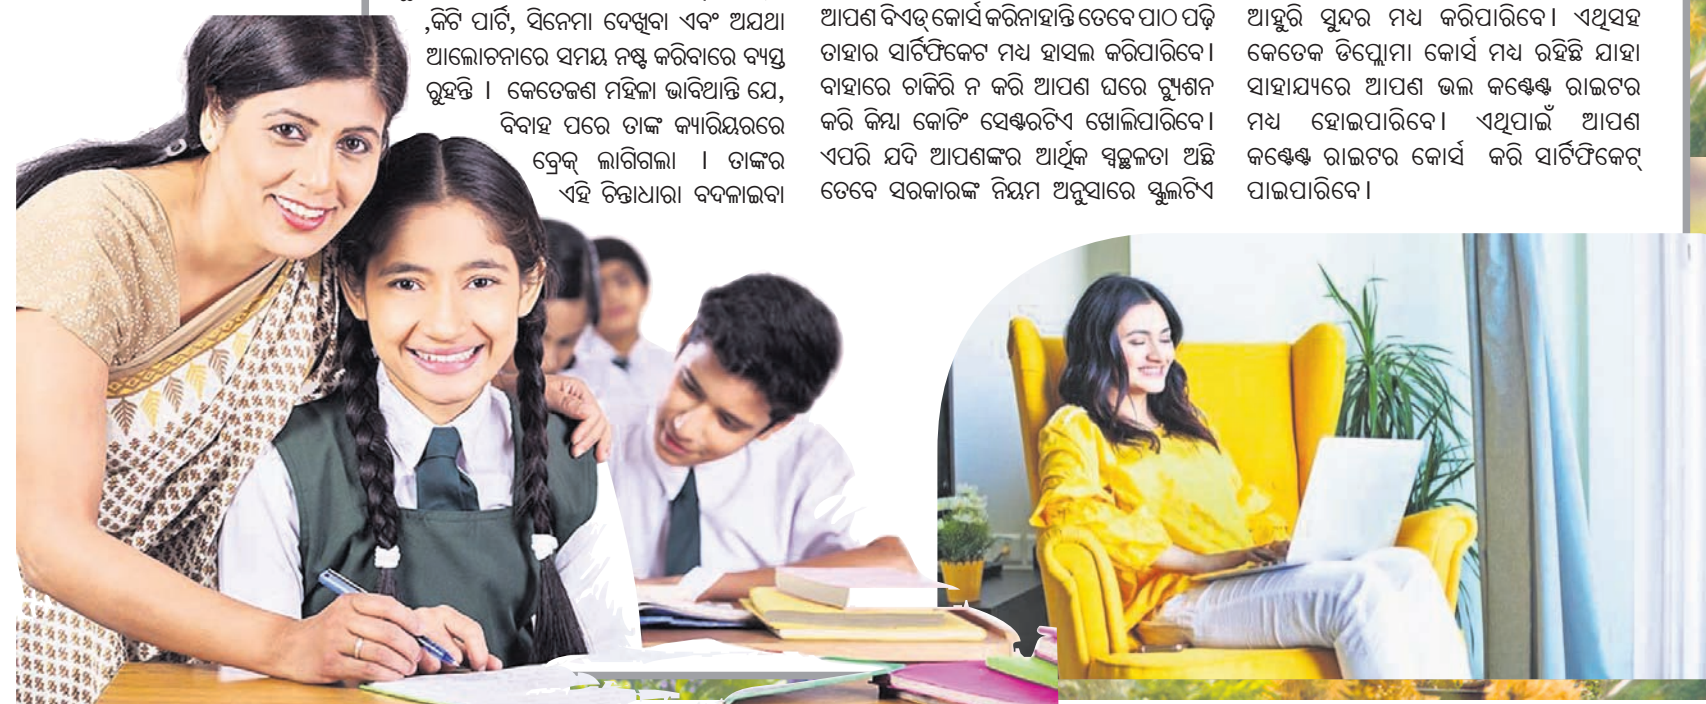 ,କିଟି ପାର୍ଟି, ସିନେମା ଦେଖିବା ଏବଂ ଅଯଥା
ଆଲୋଚନାରେ ସମୟ ନଷ୍ଟ କରିବାରେ ବ୍ୟସ୍ତ
ରୁହନ୍ତି । କେତେଜଣ ମହିଳା ଭାବିଥାନ୍ତି ଯେ,
ବିବାହ ପରେ ତାଙ୍କ କ୍ୟାରିୟରରେ
ବ୍ରେକ୍ ଲାଗିଗଲା । ତାଙ୍କର
ଏହି ଚିନ୍ତାଧାରା ବଦଳାଇବା
ଆପଣ ବିଏଡ୍ କୋର୍ସ କରିନାହାନ୍ତି ତେବେ ପାଠ ପଢ଼ି
ତାହାର ସାର୍ଟିଫିକେଟ ମଧ୍ୟ ହାସଲ କରିପାରିବେ।
ବାହାରେ ଚାକିରି ନ କରି ଆପଣ ଘରେ ଟ୍ୟୁଶନ
କରି କିମ୍ବା କୋଚିଂ ସେଣ୍ଟରଟିଏ ଖୋଲିପାରିବେ।
ଏପରି ଯଦି ଆପଣଙ୍କର ଆର୍ଥିକ ସ୍ୱଚ୍ଛଳତା ଅଛି
ତେବେ ସରକାରଙ୍କ ନିୟମ ଅନୁସାରେ ସ୍କୁଲଟିଏ
ଆହୁରି ସୁନ୍ଦର ମଧ୍ୟ କରିପାରିବେ। ଏଥିସହ
କେତେକ ଡିପ୍ଲୋମା କୋର୍ସ ମଧ୍ୟ ରହିଛି ଯାହା
ସାହାଯ୍ୟରେ ଆପଣ ଭଲ କଣ୍ଟେଣ୍ଟ ରାଇଟର
ମଧ୍ୟ ହୋଇପାରିବେ। ଏଥିପାଇଁ ଆପଣ
କଣ୍ଟେଣ୍ଟ ରାଇଟର କୋର୍ସ କରି ସାର୍ଟିଫିକେଟ୍
ପାଇପାରିବେ।